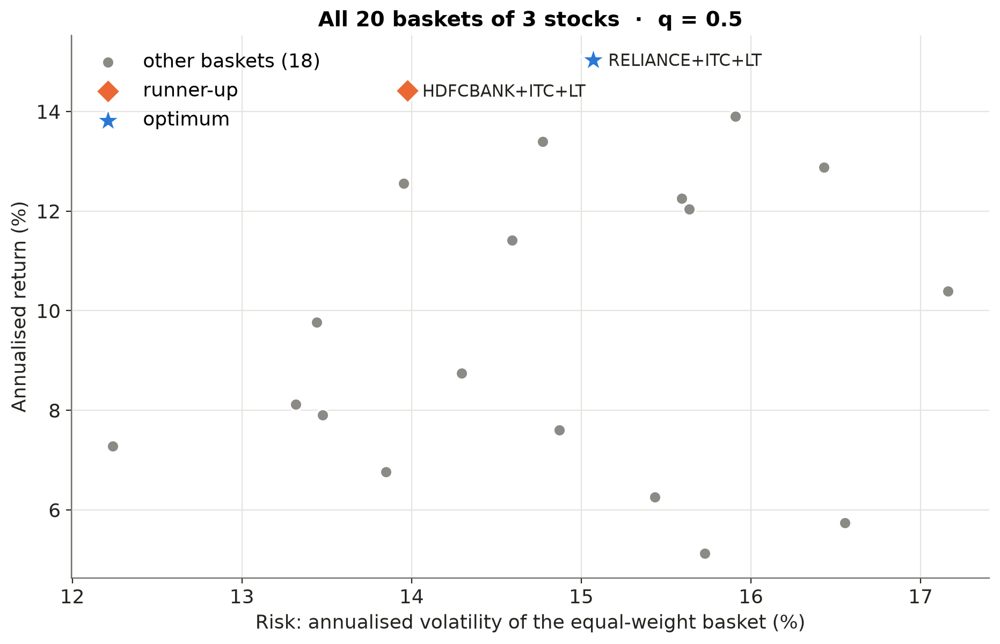 All 20 baskets of 3 stocks · q = 0.5
other baskets (18)
runner-up
optimum
RELIANCE+ITC+LT
HDFCBANK+ITC+LT
14
12
10
8
6
Annualised return (%)
12 13 14 15 16 17
Risk: annualised volatility of the equal-weight basket (%)